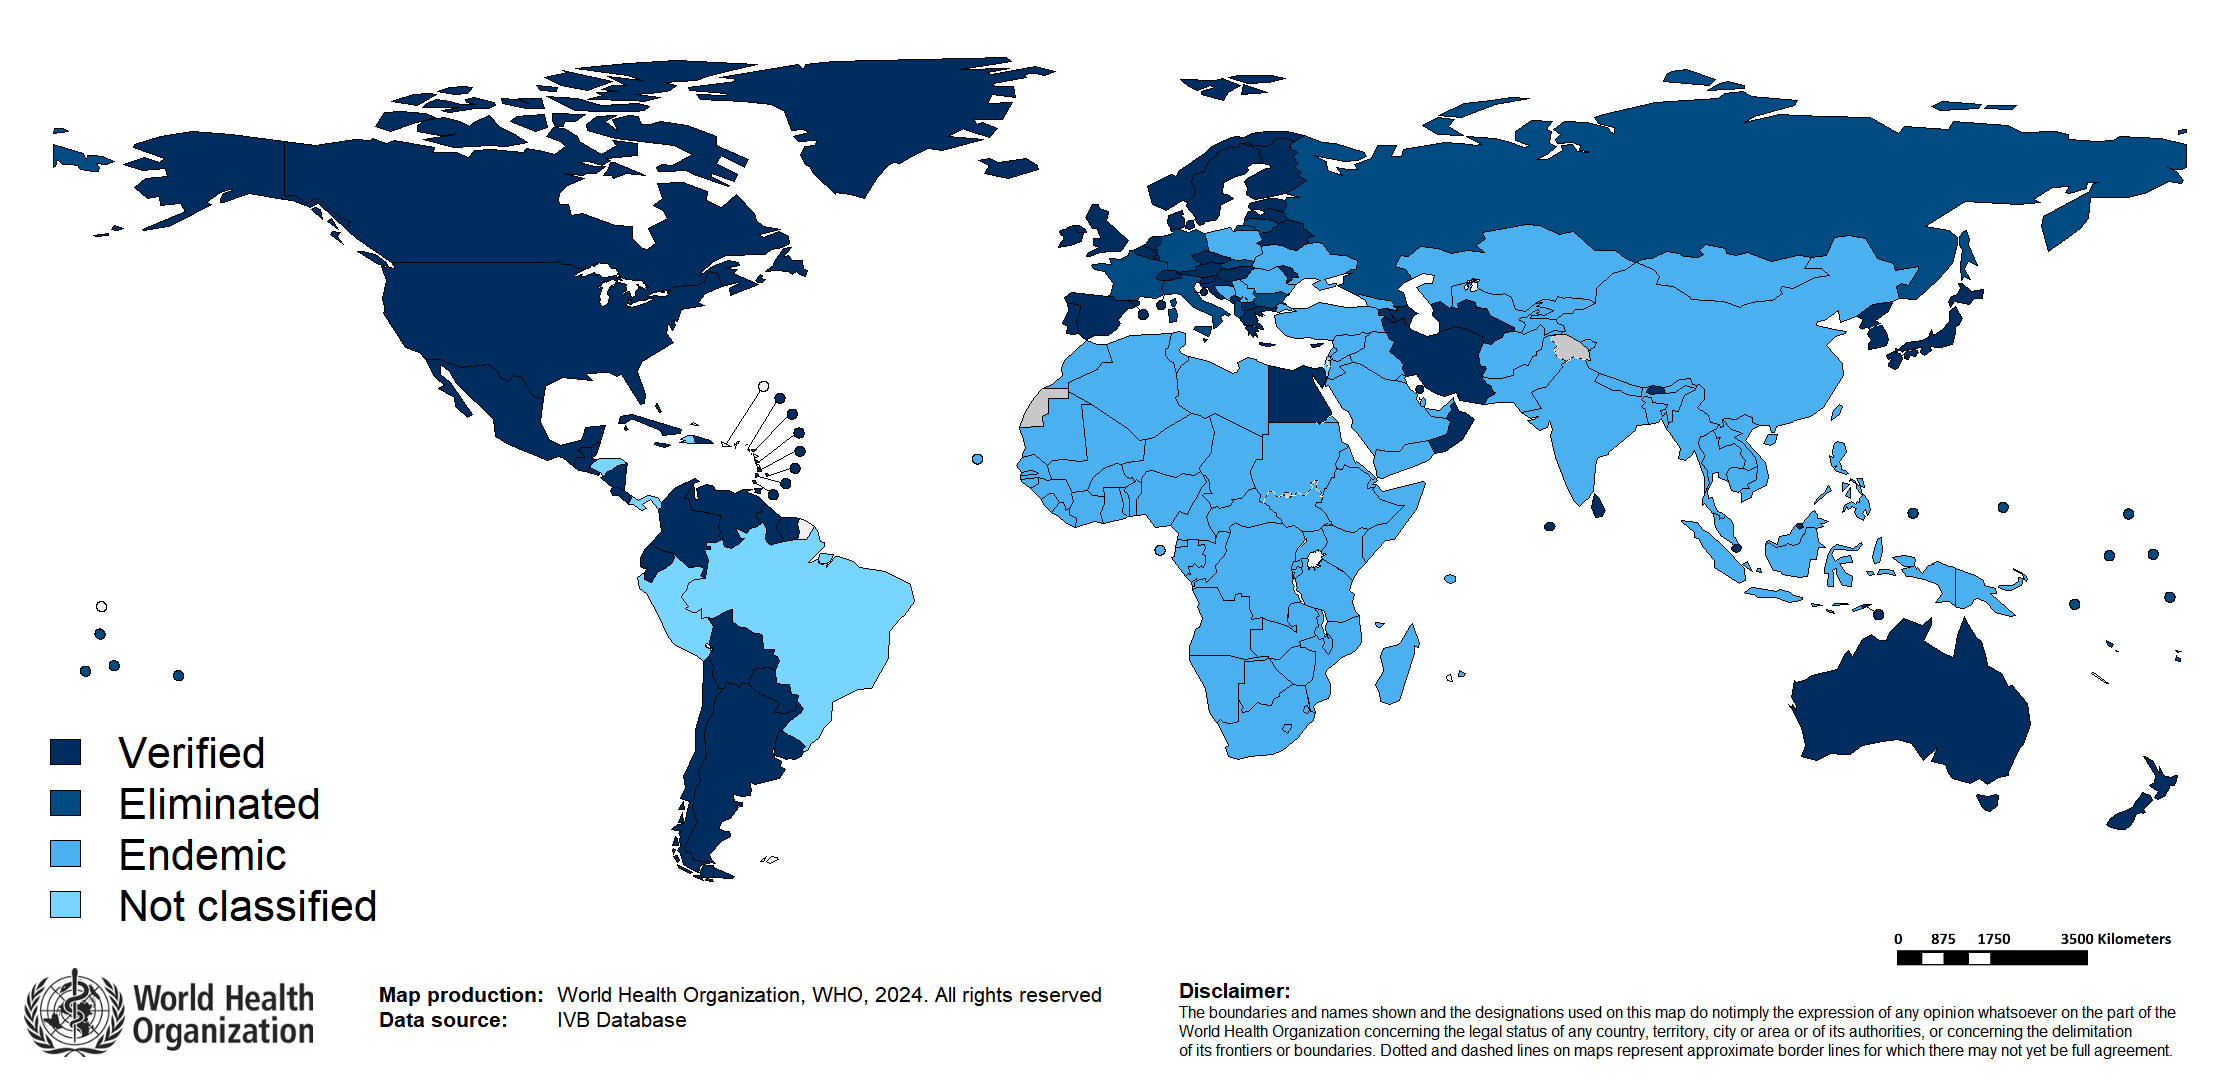 Verified
Eliminated
Endemic
Not classified
0 875 1750 3500 Kilometers
World Health
Organization
Map production: World Health Organization, WHO, 2024. All rights reserved
Data source: IVB Database
Disclaimer:
The boundaries and names shown and the designations used on this map do notimply the expression of any opinion whatsoever on the part of the
World Health Organization concerning the legal status of any country, territory, city or area or of its authorities, or concerning the delimitation
of its frontiers or boundaries. Dotted and dashed lines on maps represent approximate border lines for which there may not yet be full agreement.